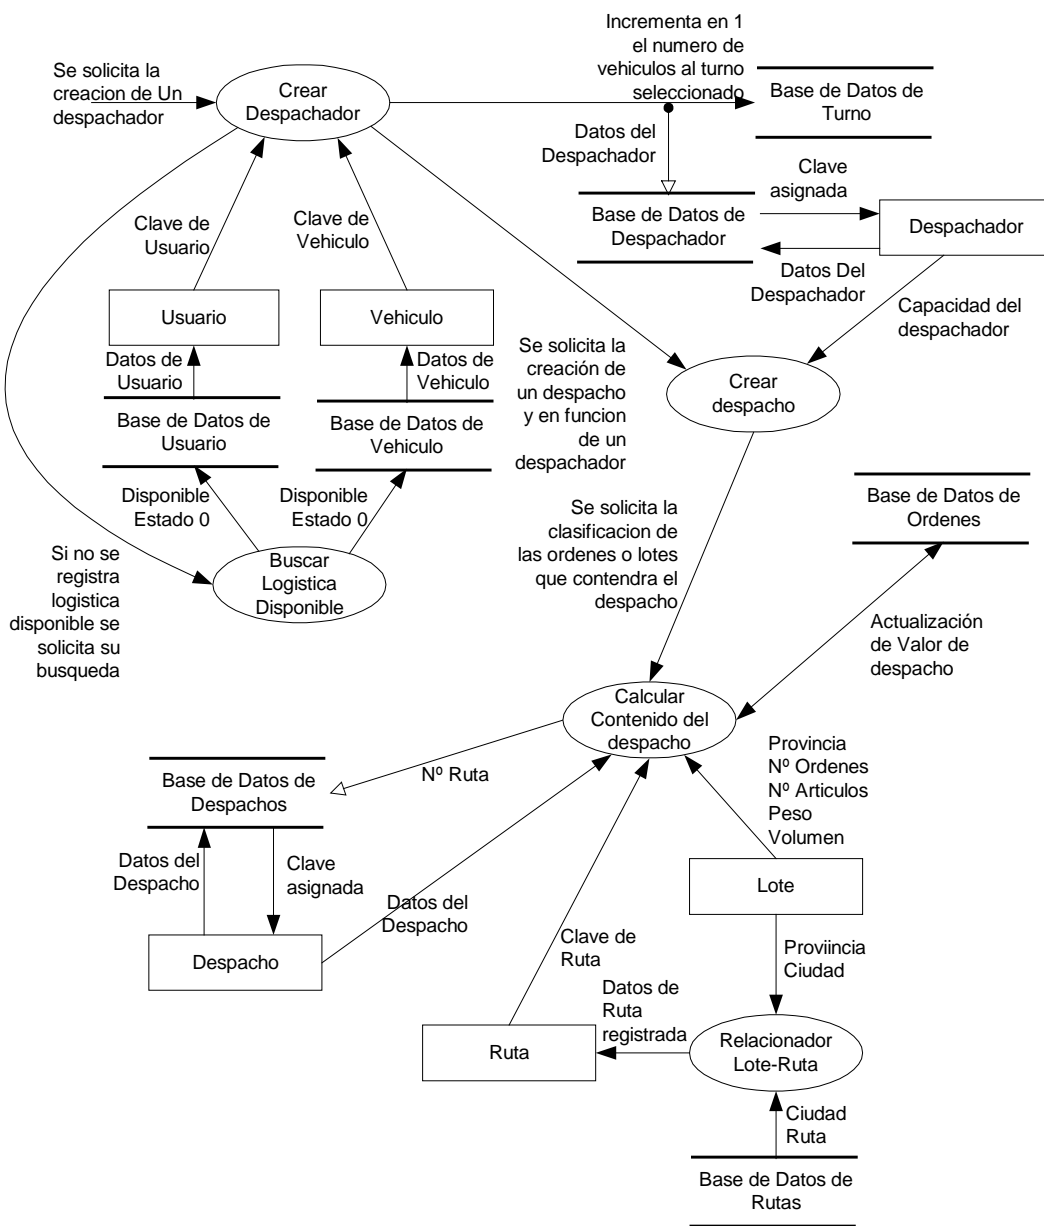 Incrementa en 1
el numero de
vehiculos al turno
seleccionado
Se solicita la
creacion de Un
despachador
Crear
Despachador
Base de Datos de
Turno
Datos del
Despachador
Clave
asignada
Base de Datos de
Despachador
Despachador
Datos Del
Despachador
Clave de
Usuario
Clave de
Vehiculo
Capacidad del
despachador
Usuario
Vehiculo
Datos de
Usuario
Datos de
Vehiculo
Se solicita la
creación de
un despacho
y en funcion
de un
despachador
Crear
despacho
Base de Datos de
Usuario
Base de Datos de
Vehiculo
Disponible
Estado 0
Disponible
Estado 0
Base de Datos de
Ordenes
Se solicita la
clasificacion de
las ordenes o lotes
que contendra el
despacho
Buscar
Logistica
Disponible
Si no se
registra
logistica
disponible se
solicita su
busqueda
Actualización
de Valor de
despacho
Calcular
Contenido del
despacho
Provincia
Nº Ordenes
Nº Articulos
Peso
Volumen
Nº Ruta
Base de Datos de
Despachos
Datos del
Despacho
Clave
asignada
Datos del
Despacho
Lote
Despacho
Clave de
Ruta
Proviincia
Ciudad
Datos de
Ruta
registrada
Ruta
Relacionador
Lote-Ruta
Ciudad
Ruta
Base de Datos de
Rutas